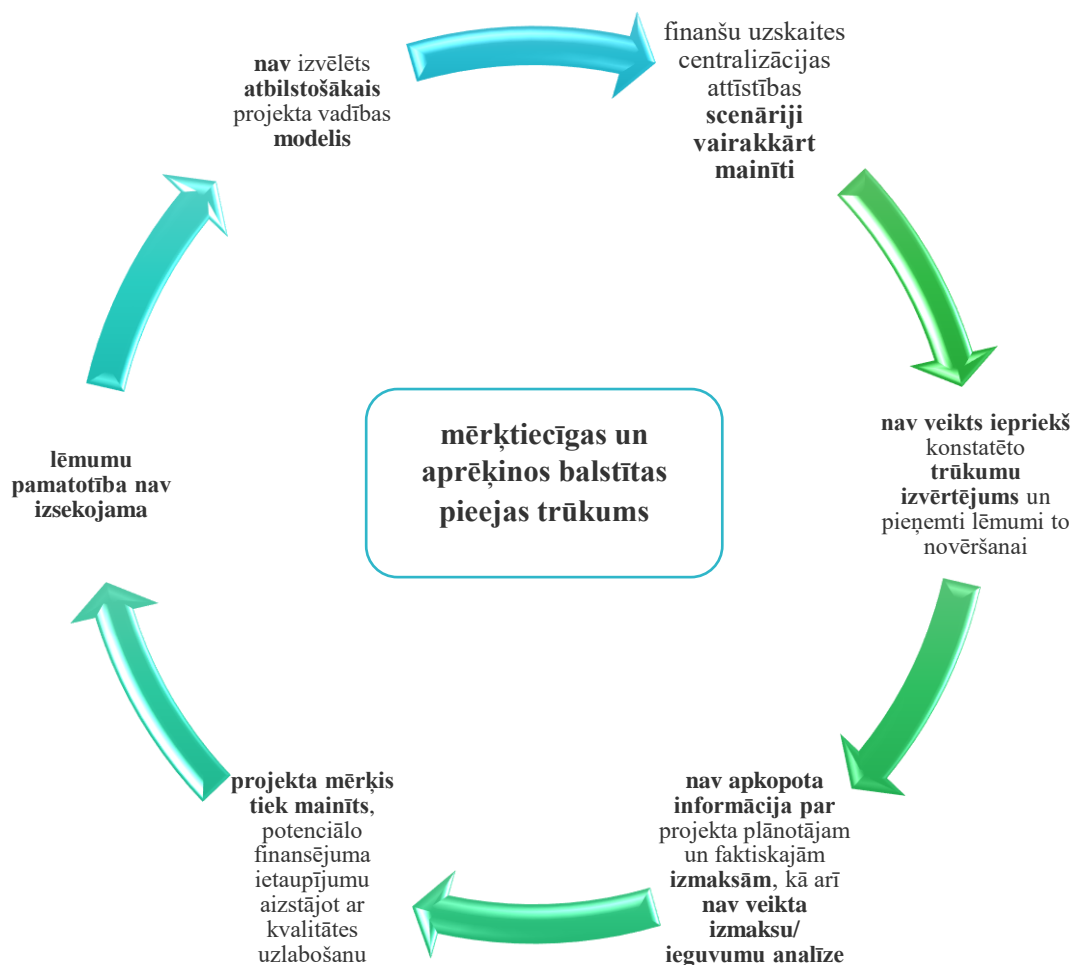 nav izvēlēts
atbilstošākais
projekta vadības
modelis
finanšu uzskaites
centralizācijas
attīstības
scenāriji
vairakkārt
mainīti
nav veikts iepriekš
konstatēto
trūkumu
izvērtējums un
pieņemti lēmumi to
novēršanai
nav apkopota
informācija par
projekta plānotājam
un faktiskajām
izmaksām, kā arī
nav veikta
izmaksu/
ieguvumu analīze
projekta mērķis
tiek mainīts,
potenciālo
finansējuma
ietaupījumu
aizstājot ar
kvalitātes
uzlabošanu
lēmumu
pamatotība nav
izsekojama
mērķtiecīgas un
aprēķinos balstītas
pieejas trūkums